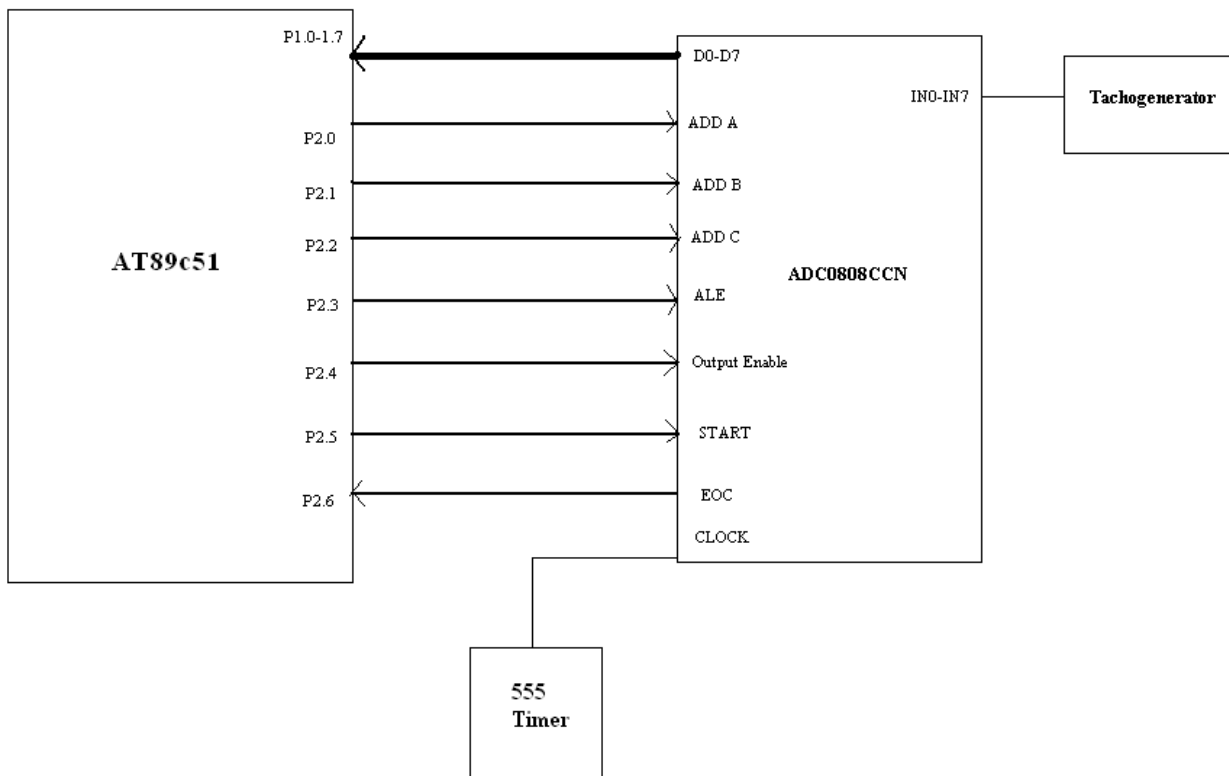 P1.0-1.7
D0-D7
IN0-IN7
Tachogenerator
P2.0
ADD A
P2.1
ADD B
P2.2
ADD C
AT89c51
ADC0808CCN
P2.3
ALE
P2.4
Output Enable
P2.5
START
P2.6
EOC
CLOCK
555
Timer